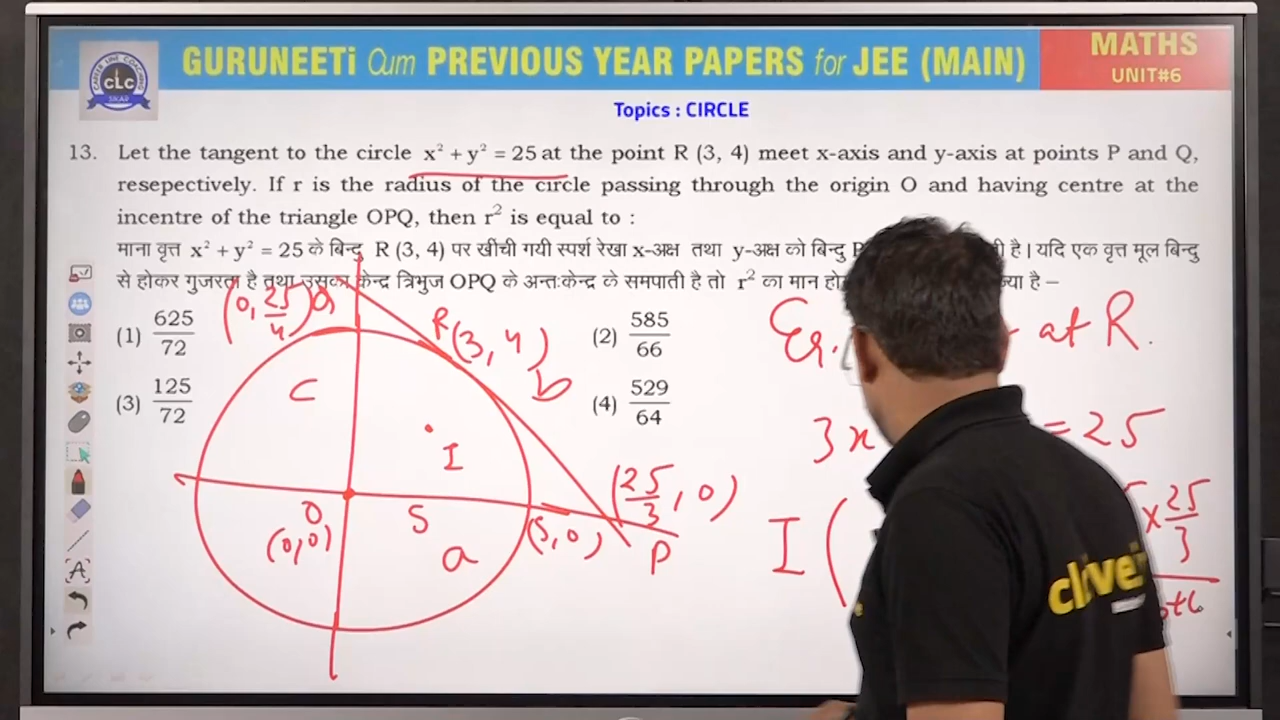 GURUNEETi Cum PREVIOUS YEAR PAPERS for JEE (MAIN)
MATHS
UNIT#6
CLC
SIKAR
Topics : CIRCLE
13. Let the tangent to the circle x² + y² = 25 at the point R (3, 4) meet x-axis and y-axis at points P and Q,
resepectively. If r is the radius of the circle passing through the origin O and having centre at the
incentre of the triangle OPQ, then r² is equal to :
माना वृत्त x² + y² = 25 के बिन्दु R (3, 4) पर खींची गयी स्पर्श रेखा x-अक्ष तथा y-अक्ष को बिन्दु है। यदि एक वृत्त मूल बिन्दु
से होकर गुजरता है तथा उसका केन्द्र त्रिभुज OPQ के अन्तःकेन्द्र के समपाती है तो r² का मान क्या है –
(1) 625/72
(2) 585/66
(3) 125/72
(4) 529/64
(0, 25/4) Q
R(3, 4)
b
C
I
O
(0,0)
5
a
(5,0)
(25/3, 0)
P
at R.
3x = 25
I ( × 25/3